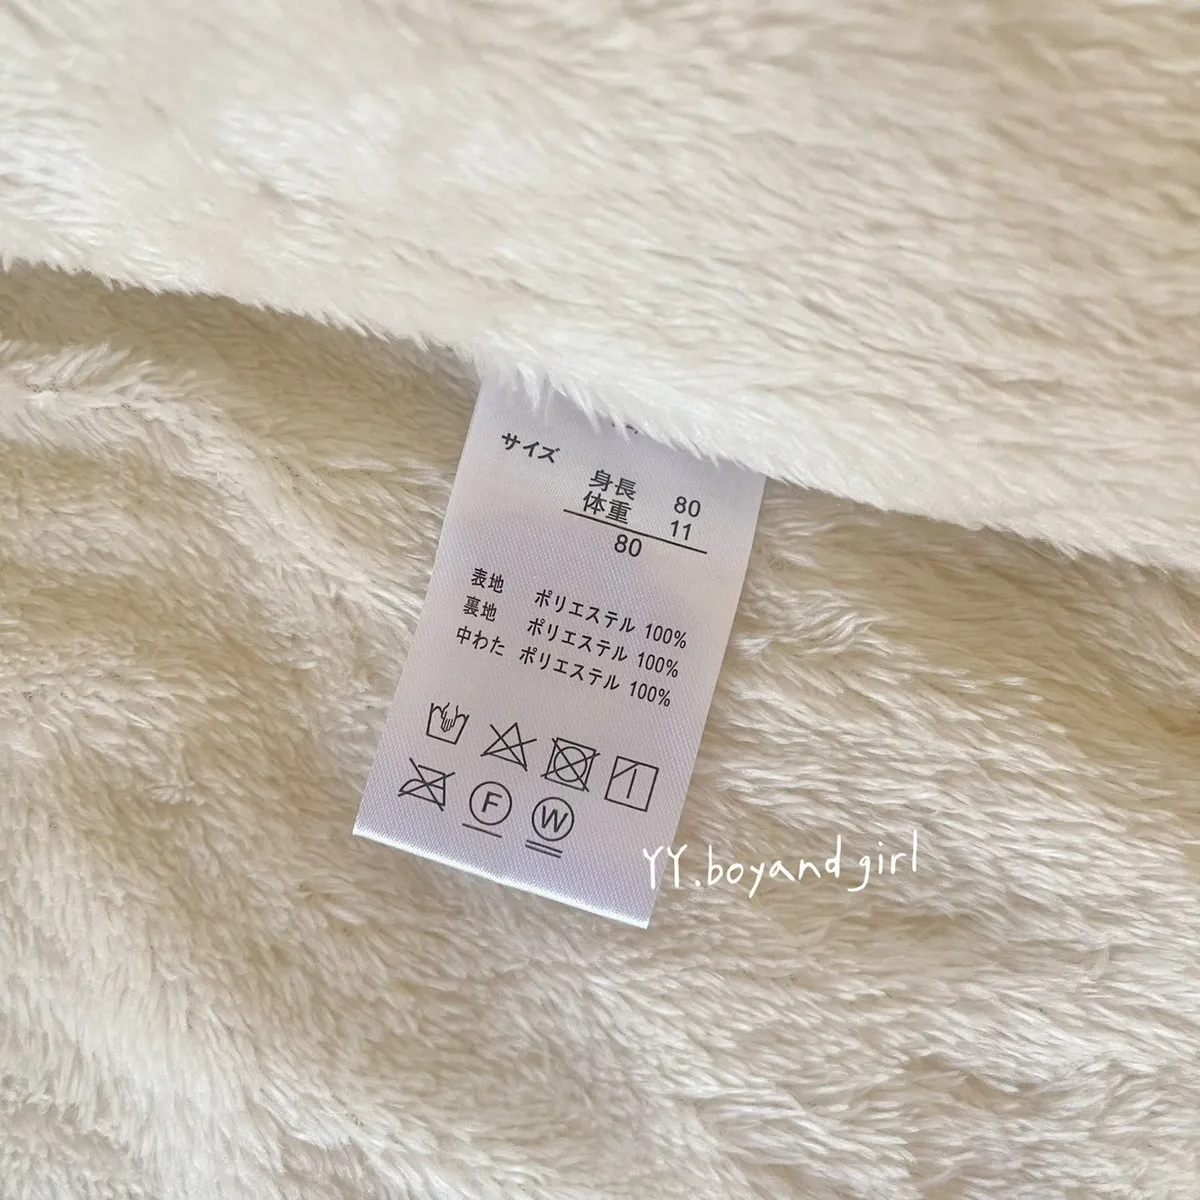 サイズ
身長 80
体重 11
80
表地 ポリエステル 100%
裏地 ポリエステル 100%
中わた ポリエステル 100%
F
W
YY.boyand girl